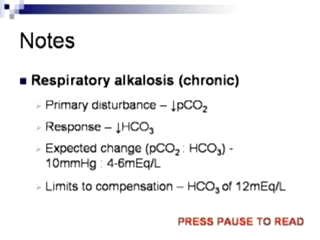 Notes
Respiratory alkalosis (chronic)
Primary disturbance – ↓pCO₂
Response – ↓HCO₃
Expected change (pCO₂ : HCO₃) -
10mmHg : 4-6mEq/L
Limits to compensation – HCO₃ of 12mEq/L
PRESS PAUSE TO READ